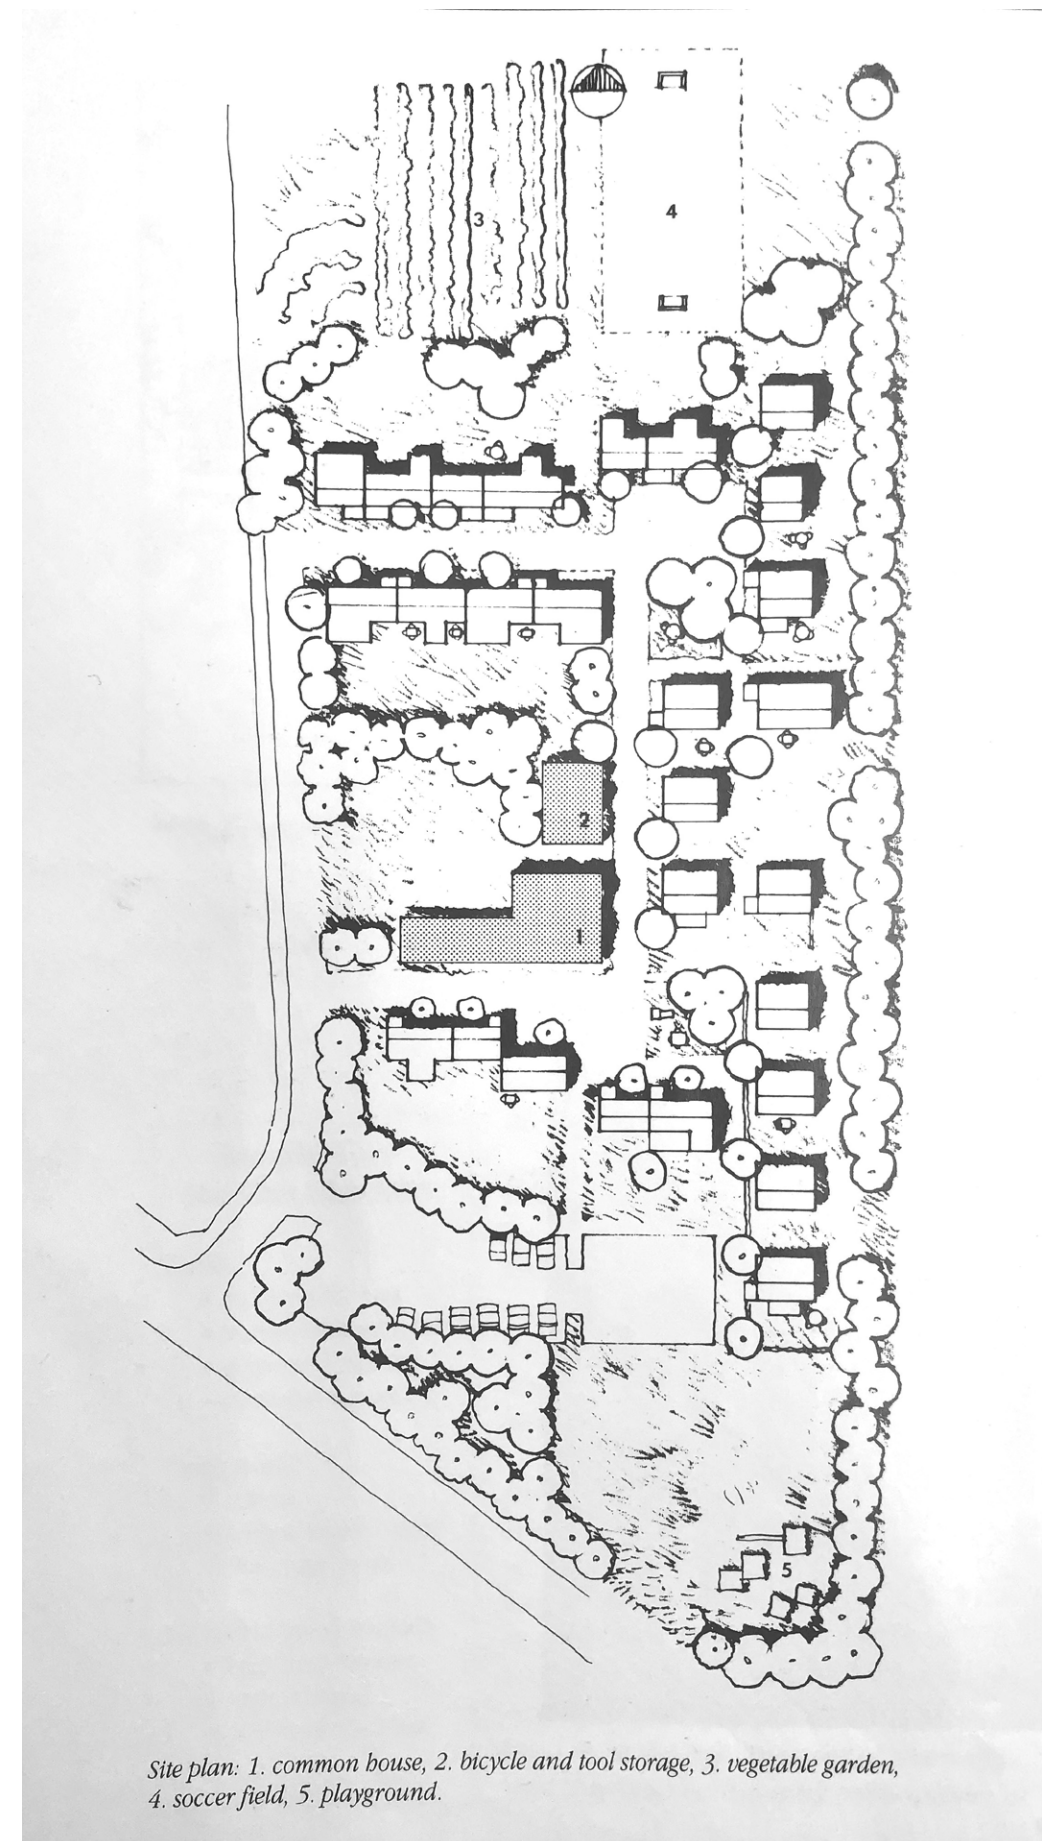 3
4
2
1
5
Site plan: 1. common house, 2. bicycle and tool storage, 3. vegetable garden,
4. soccer field, 5. playground.